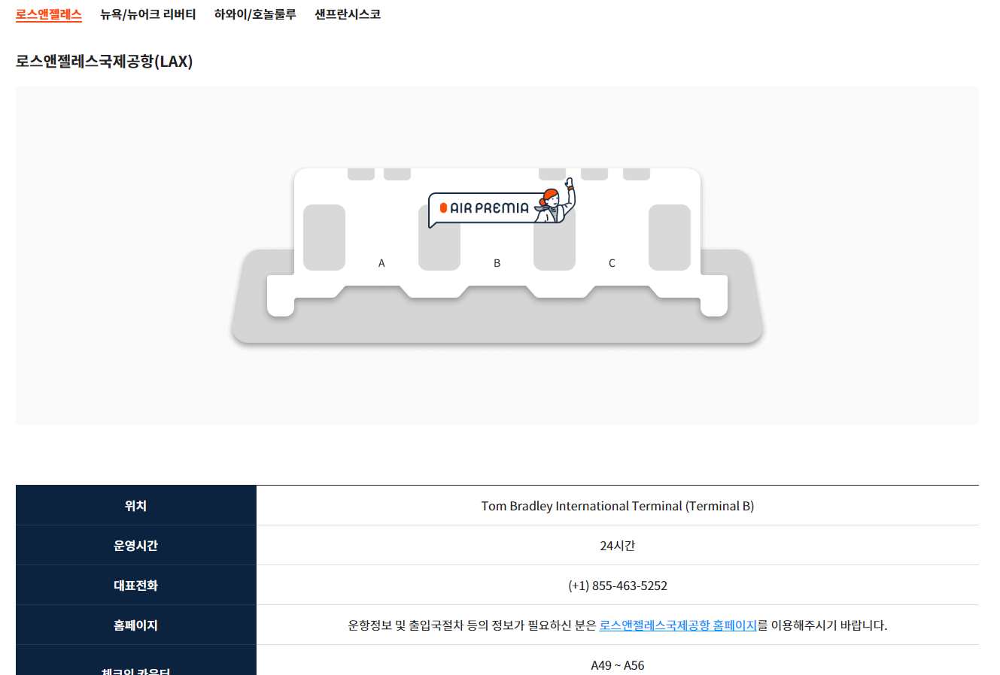 로스앤젤레스 뉴욕/뉴어크 리버티 하와이/호놀룰루 샌프란시스코
로스앤젤레스국제공항(LAX)
AIR PREMIA
A B C
위치 Tom Bradley International Terminal (Terminal B)
운영시간 24시간
대표전화 (+1) 855-463-5252
홈페이지 운항정보 및 출입국절차 등의 정보가 필요하신 분은 로스앤젤레스국제공항 홈페이지를 이용해주시기 바랍니다.
A49 ~ A56
체크인 카운터